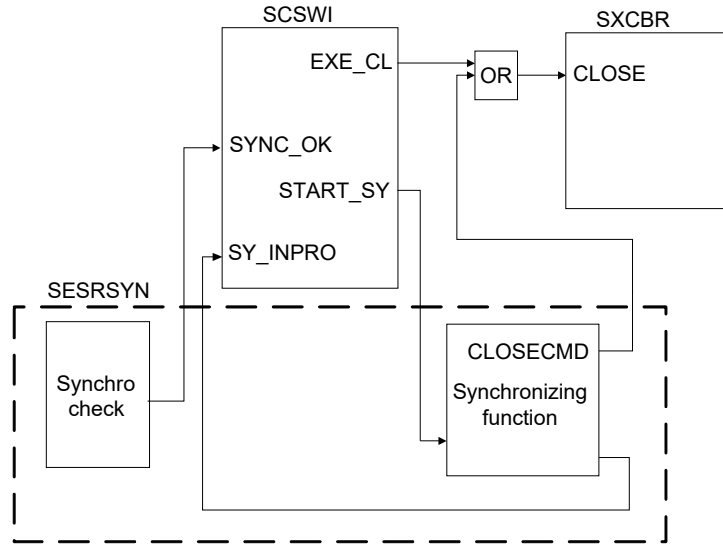 SCSWI
SXCBR
EXE_CL
OR
CLOSE
SYNC_OK
START_SY
SY_INPRO
SESRSYN
CLOSECMD
Synchro
check
Synchronizing
function